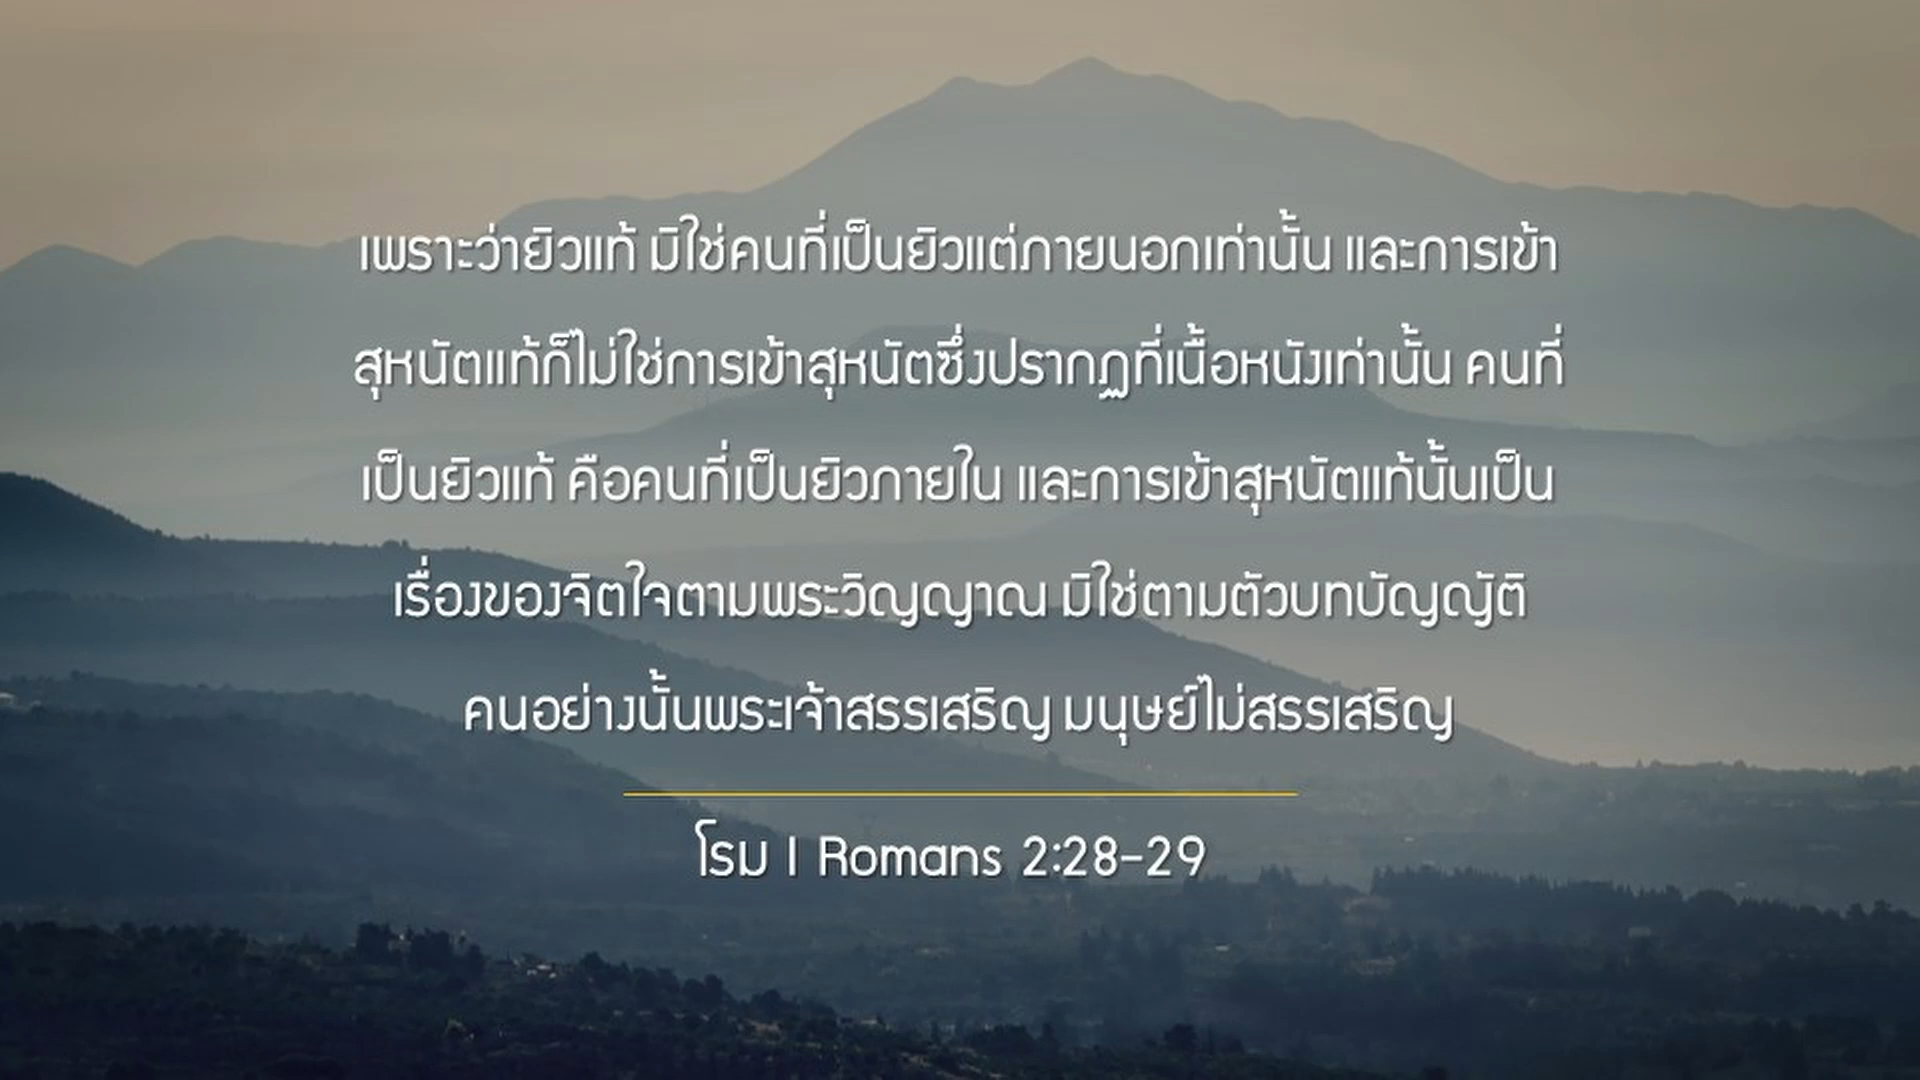 เพราะว่ายิวแท้ มิใช่คนที่เป็นยิวแต่ภายนอกเท่านั้น และการเข้า
สุหนัตแท้ก็ไม่ใช่การเข้าสุหนัตซึ่งปรากฏที่เนื้อหนังเท่านั้น คนที่
เป็นยิวแท้ คือคนที่เป็นยิวภายใน และการเข้าสุหนัตแท้นั้นเป็น
เรื่องของจิตใจตามพระวิญญาณ มิใช่ตามตัวบทบัญญัติ
คนอย่างนั้นพระเจ้าสรรเสริญ มนุษย์ไม่สรรเสริญ
โรม | Romans 2:28-29